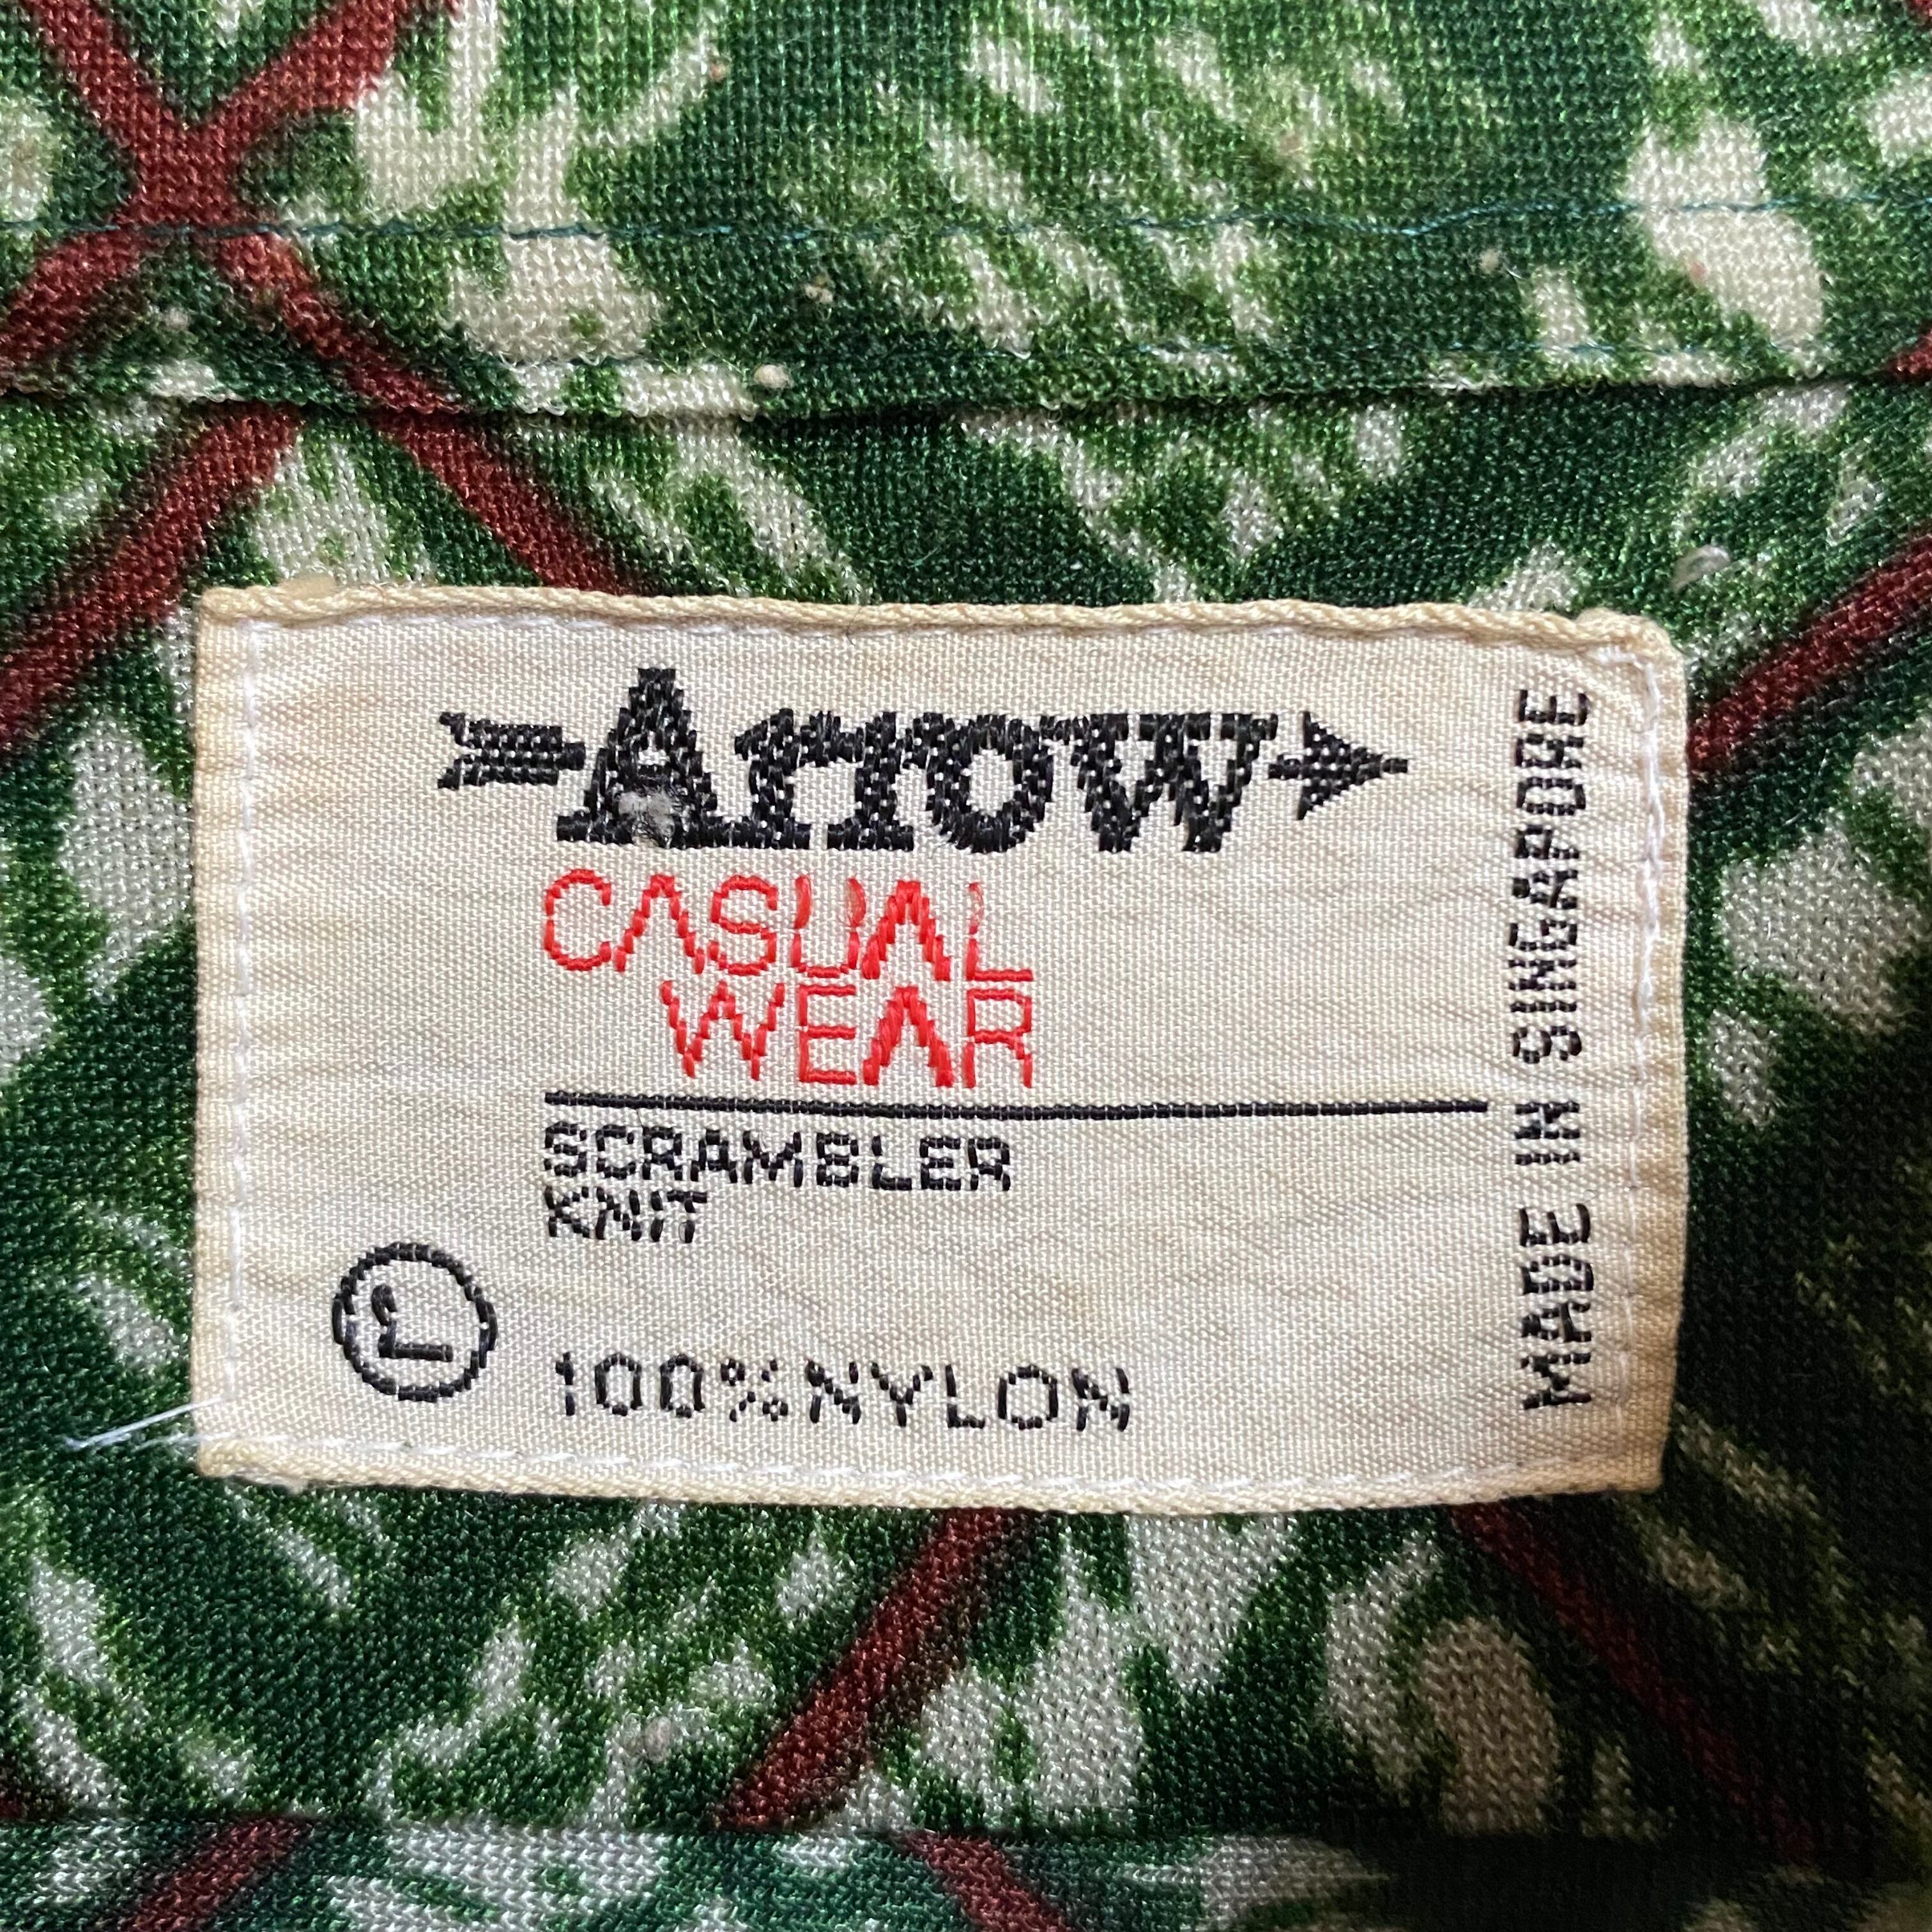 Arrow
CASUAL
WEAR
SCRAMBLER
KNIT
L
100% NYLON
MADE IN SINGAPORE